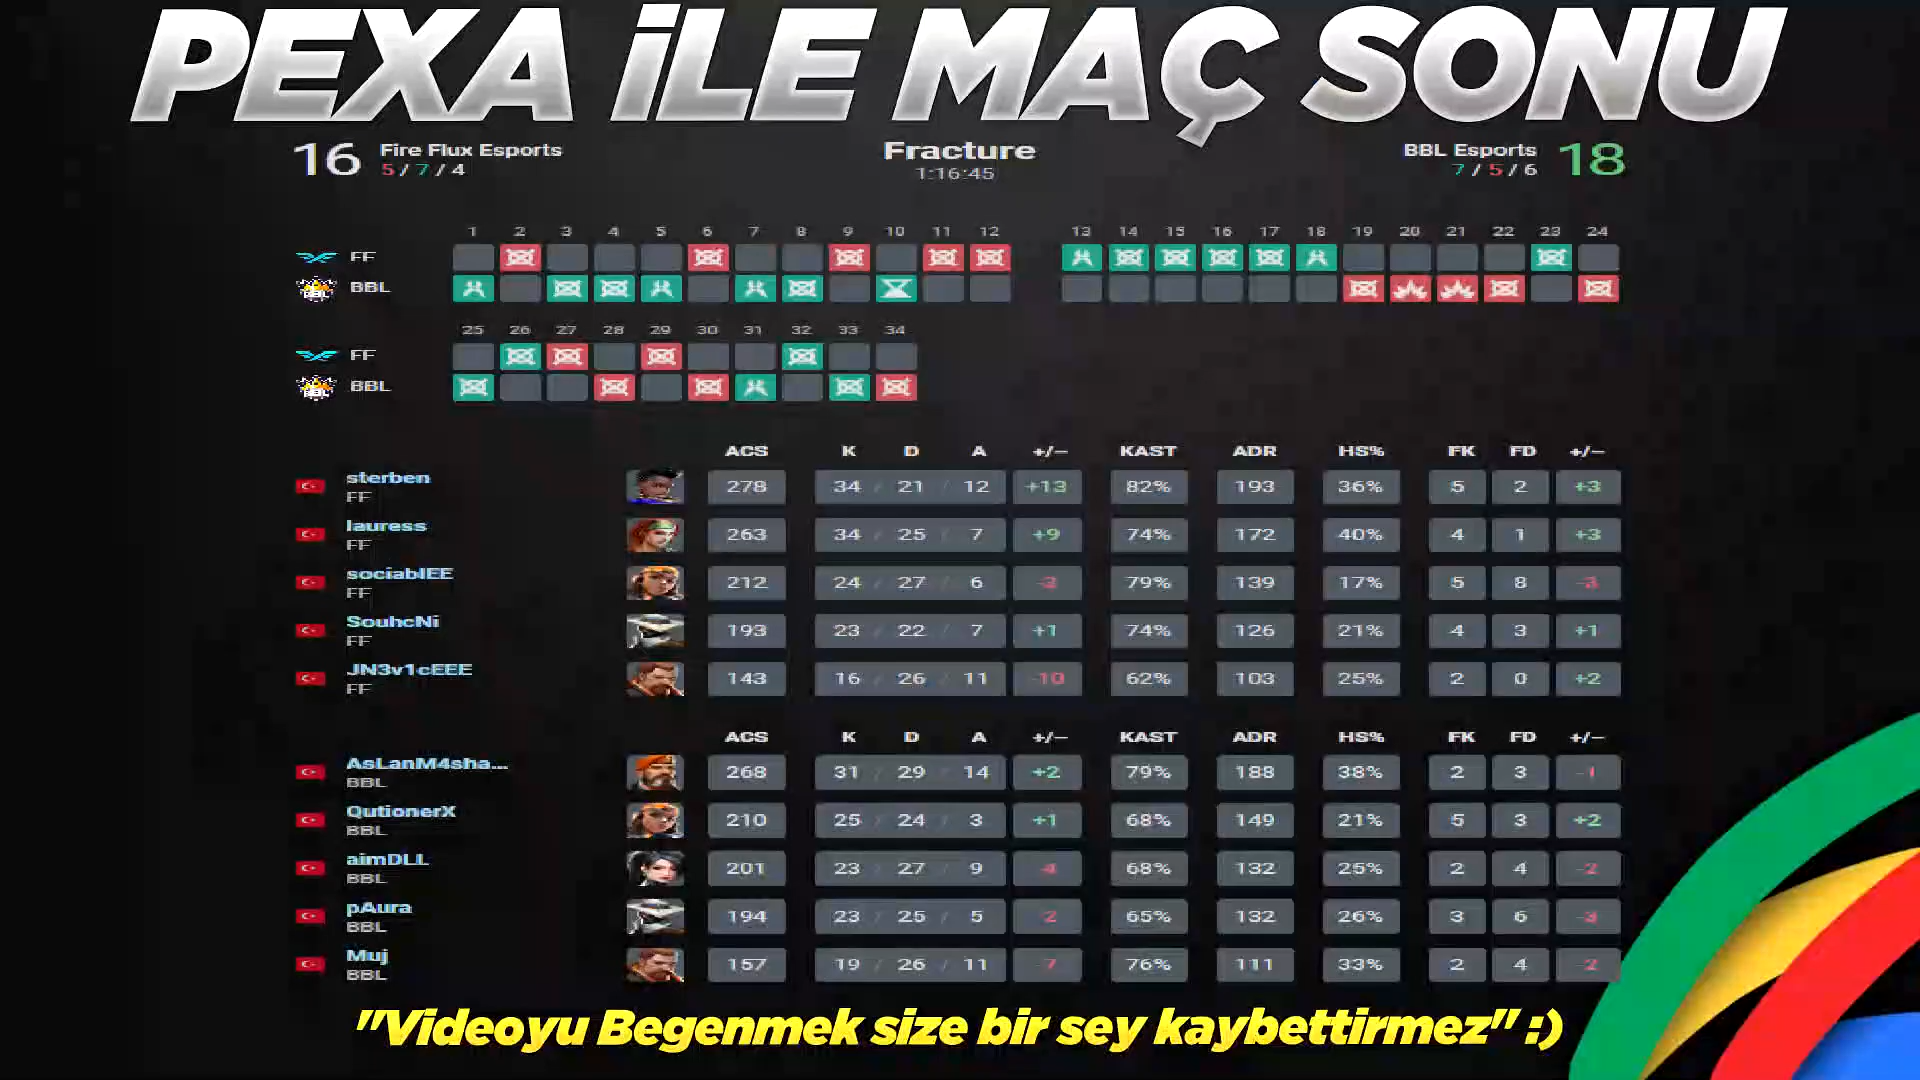 PEXA iLE MAÇ SONU
16 Fire Flux Esports Fracture BBL Esports 18
5 / 7 / 4 1:16:45 7 / 5 / 6
1 2 3 4 5 6 7 8 9 10 11 12 13 14 15 16 17 18 19 20 21 22 23 24
FF
BBL
25 26 27 28 29 30 31 32 33 34
FF
BBL
ACS K D A +/− KAST ADR HS% FK FD +/−
sterben 278 34 / 21 / 12 +13 82% 193 36% 5 2 +3
FF
lauress 263 34 / 25 / 7 +9 74% 172 40% 4 1 +3
FF
sociablEE 212 24 / 27 / 6 -3 79% 139 17% 5 8 -3
FF
SouhcNi 193 23 / 22 / 7 +1 74% 126 21% 4 3 +1
FF
JN3v1cEEE 143 16 / 26 / 11 -10 62% 103 25% 2 0 +2
FF
ACS K D A +/− KAST ADR HS% FK FD +/−
AsLanM4sha... 268 31 / 29 / 14 +2 79% 188 38% 2 3 -1
BBL
QutionerX 210 25 / 24 / 3 +1 68% 149 21% 5 3 +2
BBL
aimDLL 201 23 / 27 / 9 -4 68% 132 25% 2 4 -2
BBL
pAura 194 23 / 25 / 5 -2 65% 132 26% 3 6 -3
BBL
Muj 157 19 / 26 / 11 -7 76% 111 33% 2 4 -2
BBL
"Videoyu Begenmek size bir sey kaybettirmez" :)